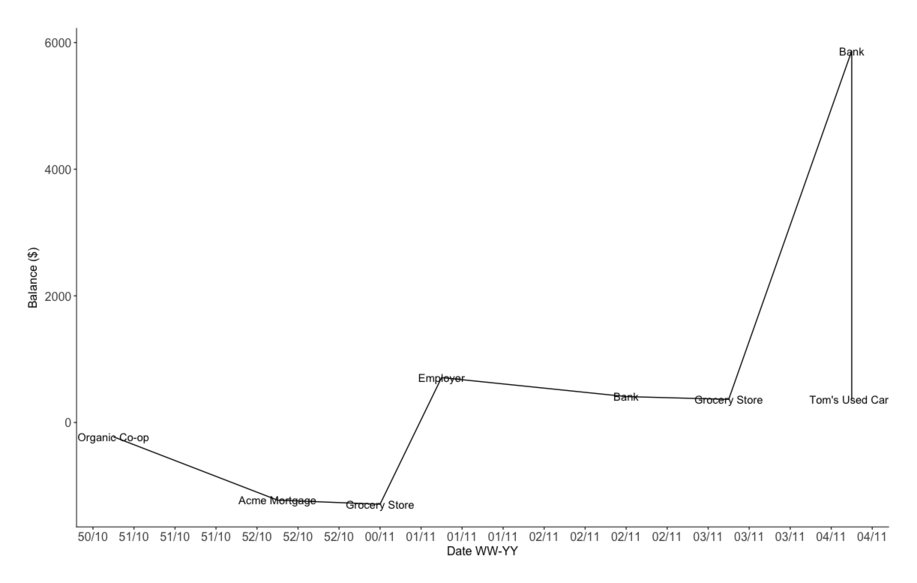 6000
4000
2000
0
Balance ($)
Bank
Employer
Bank
Grocery Store
Tom's Used Car
Organic Co-op
Acme Mortgage
Grocery Store
50/10 51/10 51/10 51/10 52/10 52/10 52/10 00/11 01/11 01/11 01/11 02/11 02/11 02/11 02/11 03/11 03/11 03/11 04/11 04/11
Date WW-YY